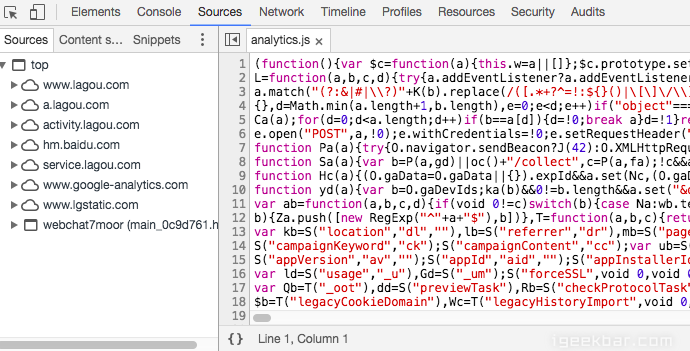 Elements Console Sources Network Timeline Profiles Resources Security Audits
Sources Content s... Snippets
analytics.js ×
top
www.lagou.com
a.lagou.com
activity.lagou.com
hm.baidu.com
service.lagou.com
www.google-analytics.com
www.lgstatic.com
webchat7moor (main_0c9d761.h
1 (function(){var $c=function(a){this.w=a||[]};$c.prototype.set
2 L=function(a,b,c,d){try{a.addEventListener?a.addEventListener
3 a.match("(?:&|#|\\?)"+K(b).replace(/([.*+?^=!:${}()|\[\]\/\\]
4 {},d=Math.min(a.length+1,b.length),e=0;e<d;e++)if("object"===
5 Ca(a);for(d=0;d<a.length;d++)if(b==a[d]){d=!0;break a}d=!1}re
6 e.open("POST",a,!0);e.withCredentials=!0;e.setRequestHeader("
7 function Pa(a){try{O.navigator.sendBeacon?J(42):O.XMLHttpRequ
8 function Sa(a){var b=P(a,gd)||oc()+"/collect",c=P(a,fa);!c&&a
9 function Hc(a){(O.gaData=O.gaData||{}).expId&&a.set(Nc,(O.gaD
10 function yd(a){var b=O.gaDevIds;ka(b)&&0!=b.length&&a.set("&d
11 var ab=function(a,b,c,d){if(void 0!=c)switch(b){case Na:wb.te
12 b){Za.push([new RegExp("^"+a+"$"),b])},T=function(a,b,c){retu
13 var kb=S("location","dl",""),lb=S("referrer","dr"),mb=S("page
14 S("campaignKeyword","ck");S("campaignContent","cc");var ub=S(
15 S("appVersion","av","");S("appId","aid","");S("appInstallerId
16 var ld=S("usage","_u"),Gd=S("_um");S("forceSSL",void 0,void 0
17 var Qb=T("_oot"),dd=S("previewTask"),Rb=S("checkProtocolTask"
18 $b=T("legacyCookieDomain"),Wc=T("legacyHistoryImport",void 0,
19
{} Line 1, Column 1
igeekbar.com